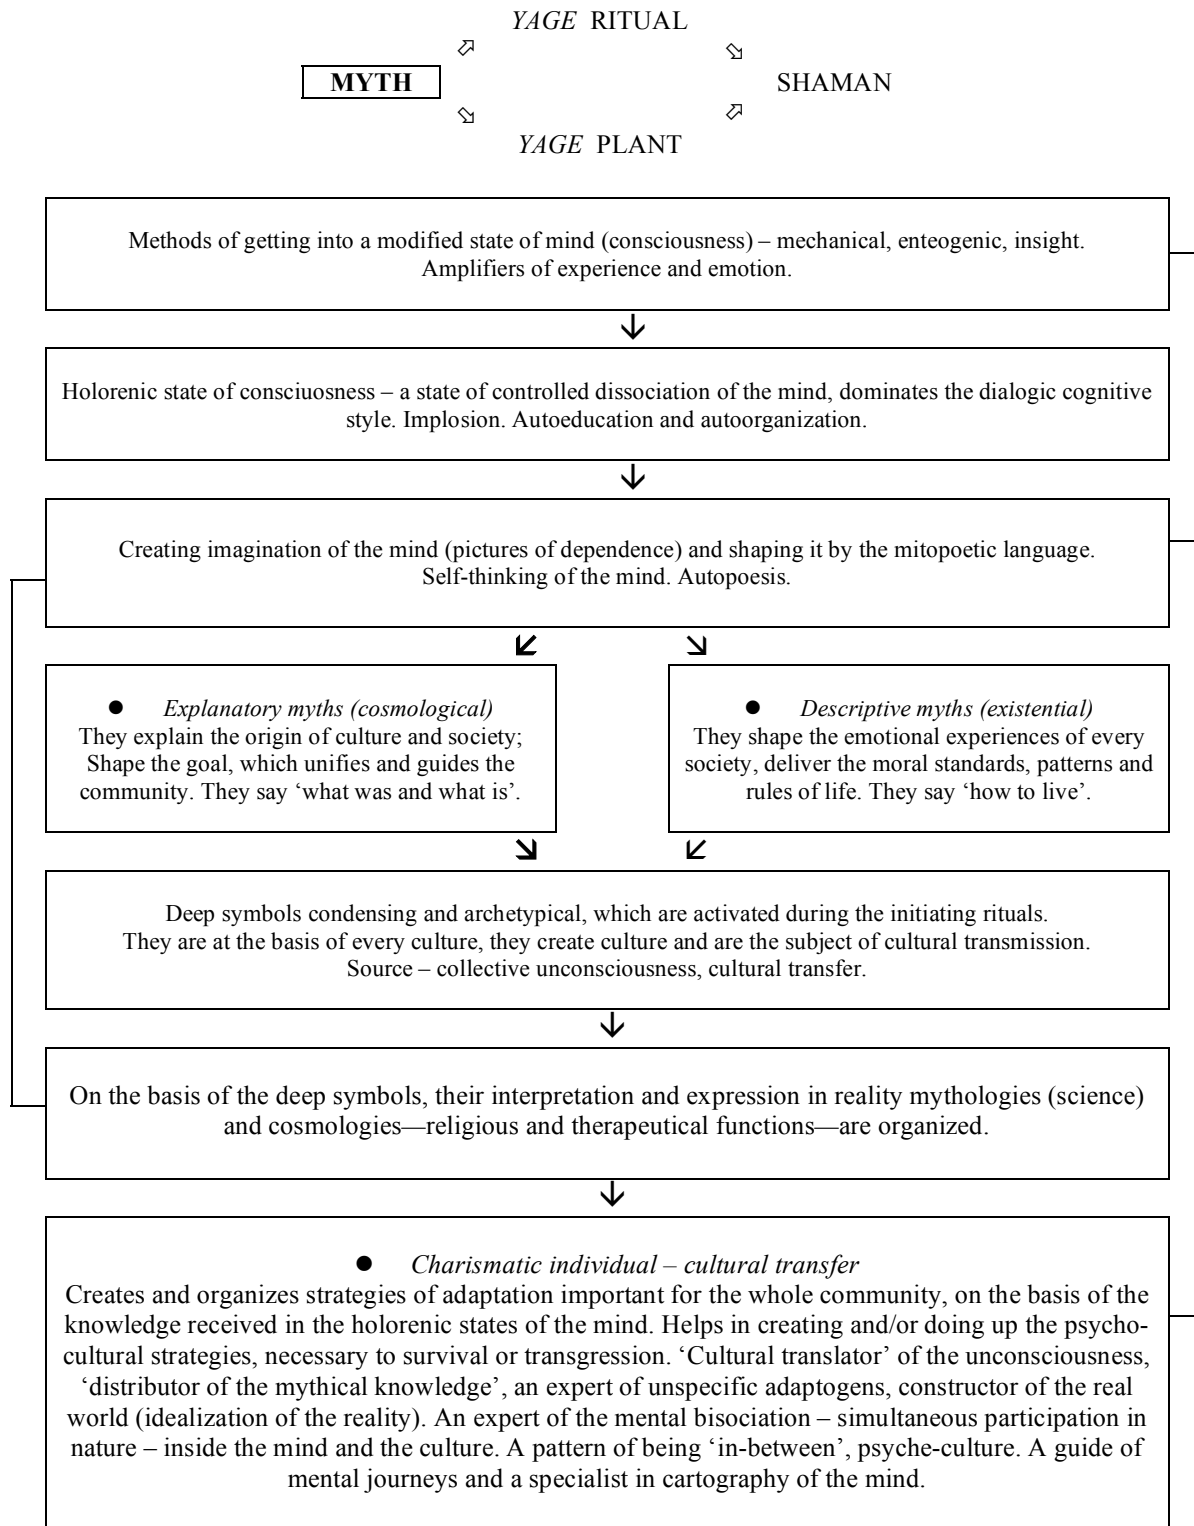 YAGE RITUAL
MYTH
SHAMAN
YAGE PLANT
Methods of getting into a modified state of mind (consciousness) – mechanical, enteogenic, insight.
Amplifiers of experience and emotion.
Holorenic state of consciuosness – a state of controlled dissociation of the mind, dominates the dialogic cognitive
style. Implosion. Autoeducation and autoorganization.
Creating imagination of the mind (pictures of dependence) and shaping it by the mitopoetic language.
Self-thinking of the mind. Autopoesis.
● Explanatory myths (cosmological)
They explain the origin of culture and society;
Shape the goal, which unifies and guides the
community. They say ‘what was and what is’.
● Descriptive myths (existential)
They shape the emotional experiences of every
society, deliver the moral standards, patterns and
rules of life. They say ‘how to live’.
Deep symbols condensing and archetypical, which are activated during the initiating rituals.
They are at the basis of every culture, they create culture and are the subject of cultural transmission.
Source – collective unconsciousness, cultural transfer.
On the basis of the deep symbols, their interpretation and expression in reality mythologies (science)
and cosmologies—religious and therapeutical functions—are organized.
● Charismatic individual – cultural transfer
Creates and organizes strategies of adaptation important for the whole community, on the basis of the
knowledge received in the holorenic states of the mind. Helps in creating and/or doing up the psycho-
cultural strategies, necessary to survival or transgression. ‘Cultural translator’ of the unconsciousness,
‘distributor of the mythical knowledge’, an expert of unspecific adaptogens, constructor of the real
world (idealization of the reality). An expert of the mental bisociation – simultaneous participation in
nature – inside the mind and the culture. A pattern of being ‘in-between’, psyche-culture. A guide of
mental journeys and a specialist in cartography of the mind.